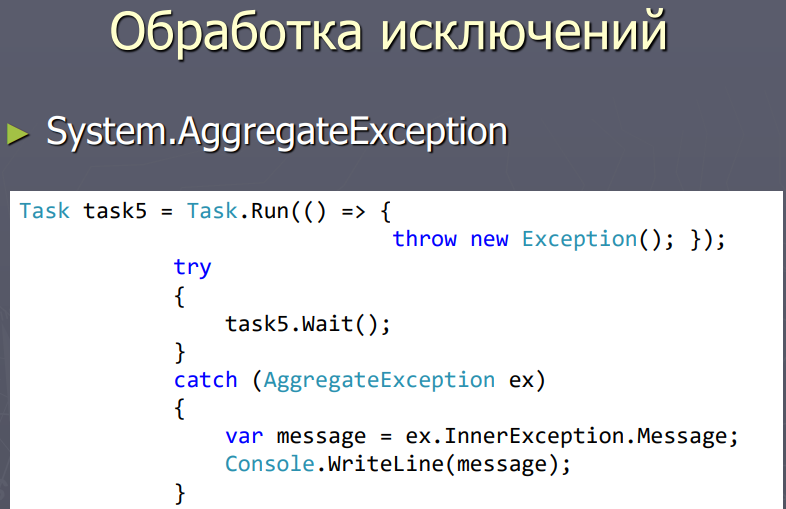 Обработка исключений
► System.AggregateException
Task task5 = Task.Run(() => {
throw new Exception(); });
try
{
task5.Wait();
}
catch (AggregateException ex)
{
var message = ex.InnerException.Message;
Console.WriteLine(message);
}